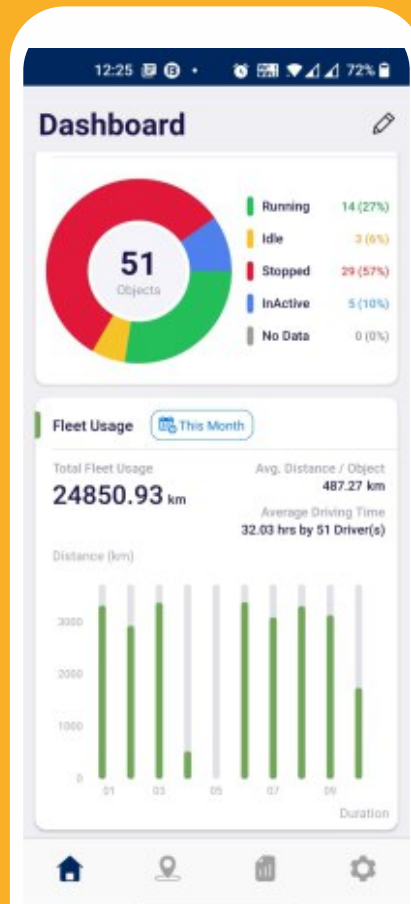 12:25 72%
Dashboard
51
Objects
Running 14 (27%)
Idle 3 (6%)
Stopped 29 (57%)
InActive 5 (10%)
No Data 0 (0%)
Fleet Usage This Month
Total Fleet Usage
24850.93 km
Avg. Distance / Object
487.27 km
Average Driving Time
32.03 hrs by 51 Driver(s)
Distance (km)
3000
2000
1000
0
01 03 05 07 09
Duration